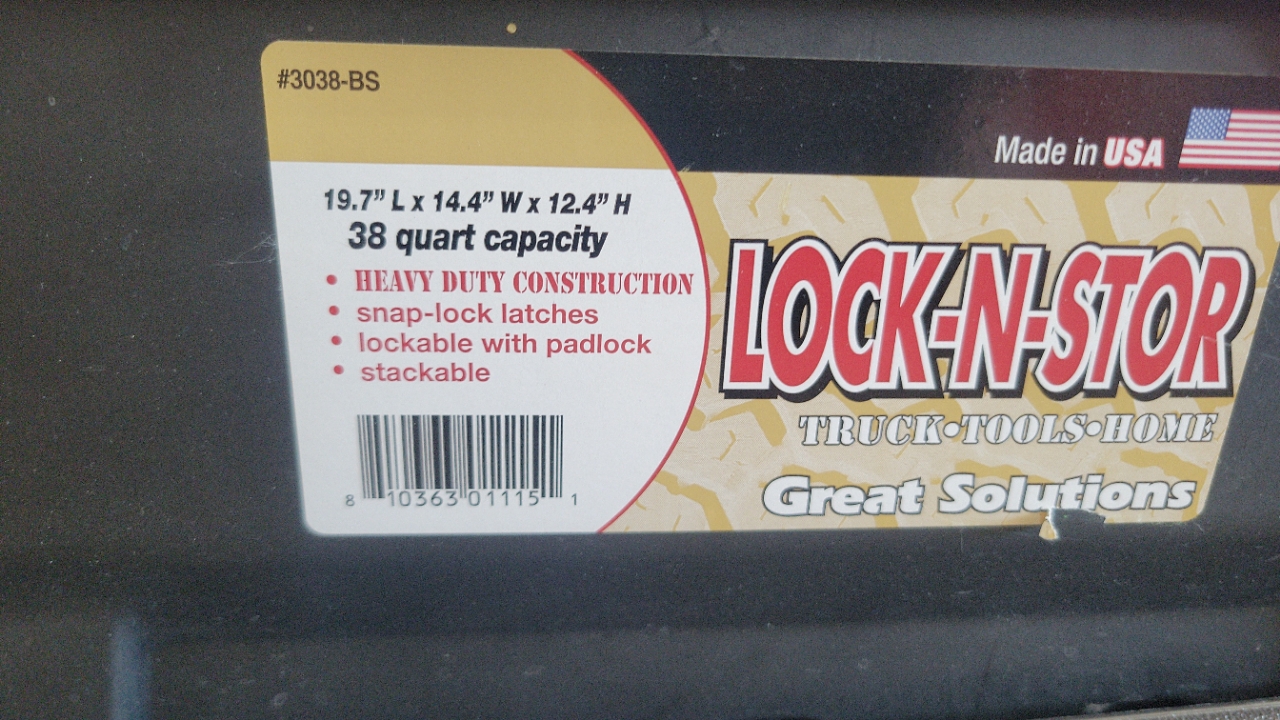 #3038-BS
Made in USA
19.7” L x 14.4” W x 12.4” H
38 quart capacity
• HEAVY DUTY CONSTRUCTION
• snap-lock latches
• lockable with padlock
• stackable
8 10363 01115 1
LOCK-N-STOR
TRUCK•TOOLS•HOME
Great Solutions